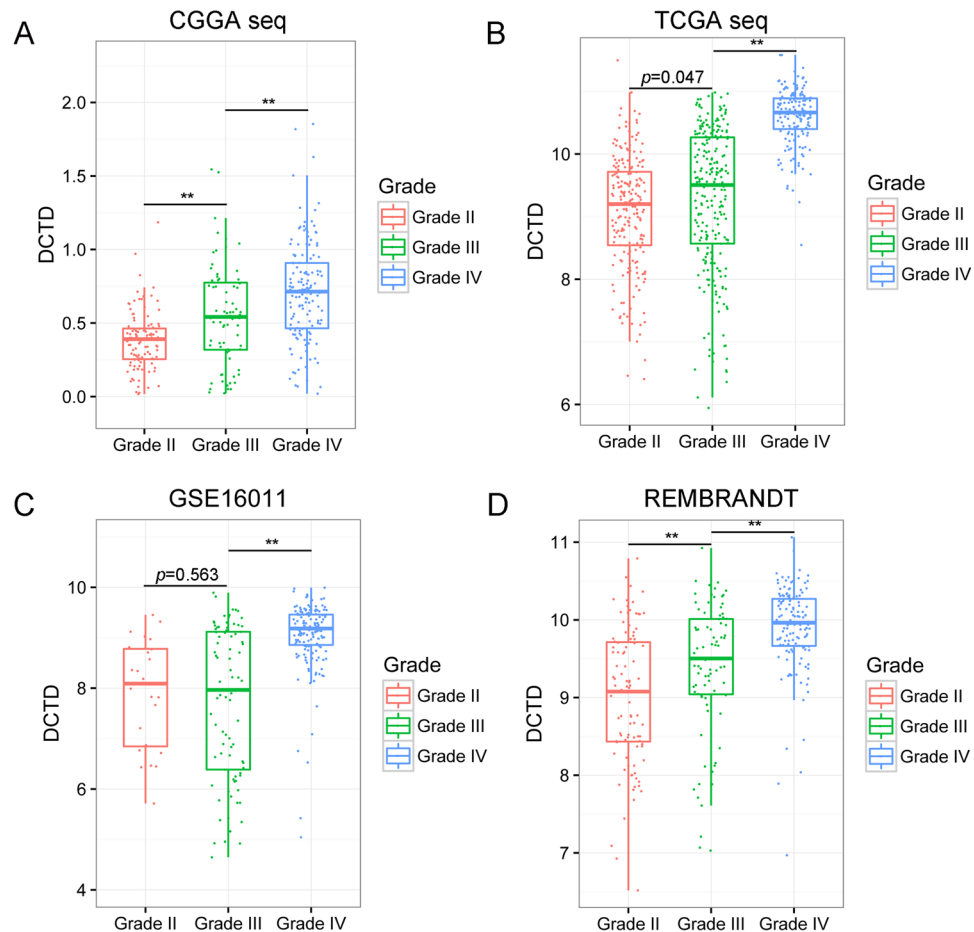 A
CGGA seq
2.0
1.5
1.0
0.5
0.0
DCTD
**
**
Grade II
Grade III
Grade IV
Grade
Grade II
Grade III
Grade IV
B
TCGA seq
10
8
6
DCTD
p=0.047
**
Grade II
Grade III
Grade IV
Grade
Grade II
Grade III
Grade IV
C
GSE16011
10
8
6
4
DCTD
p=0.563
**
Grade II
Grade III
Grade IV
Grade
Grade II
Grade III
Grade IV
D
REMBRANDT
11
10
9
8
7
DCTD
**
**
Grade II
Grade III
Grade IV
Grade
Grade II
Grade III
Grade IV